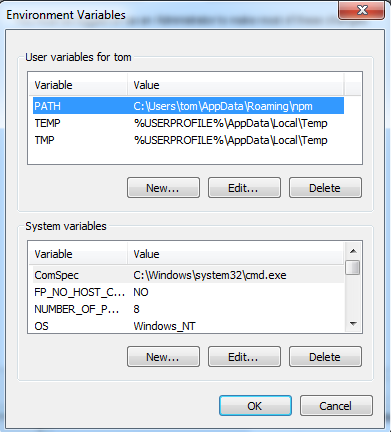 Environment Variables
User variables for tom
Variable Value
PATH C:\Users\tom\AppData\Roaming\npm
TEMP %USERPROFILE%\AppData\Local\Temp
TMP %USERPROFILE%\AppData\Local\Temp
New... Edit... Delete
System variables
Variable Value
ComSpec C:\Windows\system32\cmd.exe
FP_NO_HOST_C... NO
NUMBER_OF_P... 8
OS Windows_NT
New... Edit... Delete
OK Cancel